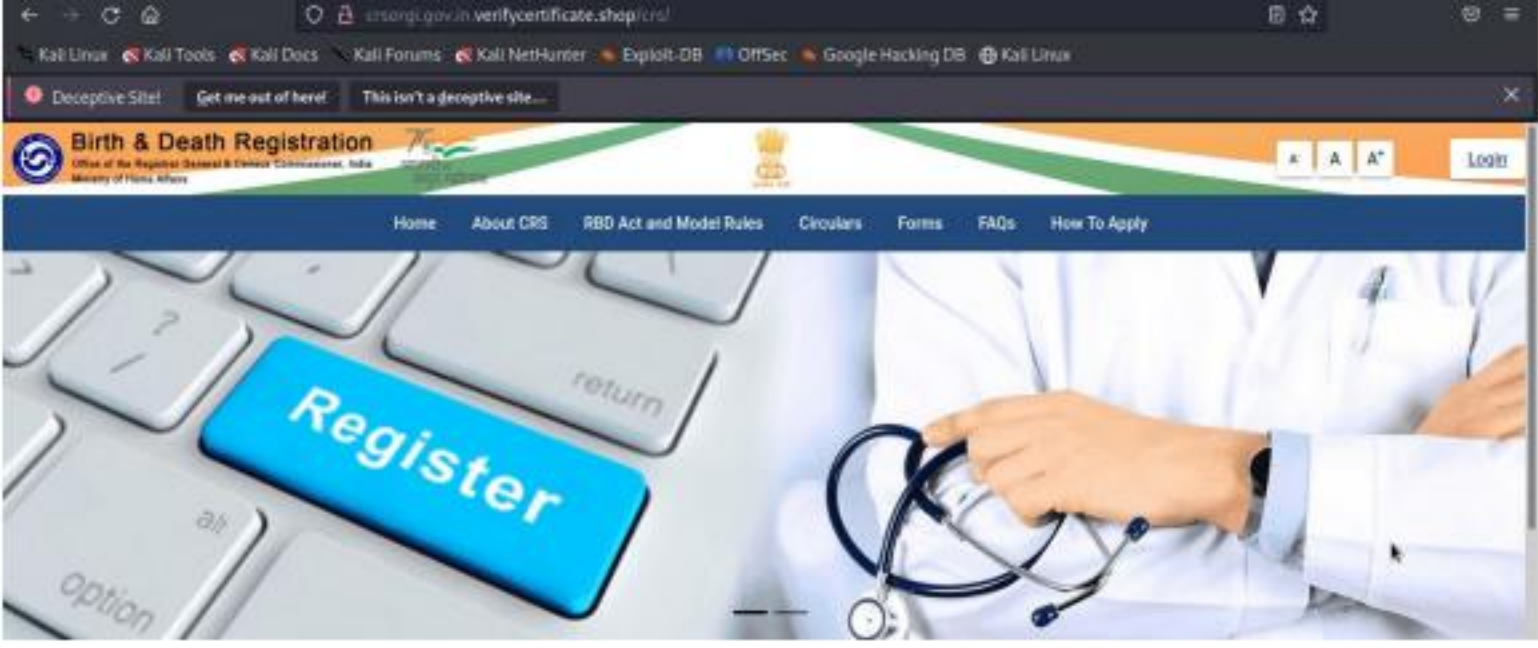 crsorgi.gov.in.verifycertificate.shop/crs/
Kali Linux Kali Tools Kali Docs Kali Forums Kali NetHunter Exploit-DB OffSec Google Hacking DB Kali Linux
Deceptive Site! Get me out of here! This isn't a deceptive site...
Birth & Death Registration
Office of the Registrar General & Census Commissioner, India
Ministry of Home Affairs
75
A- A A+ Login
Home About CRS RBD Act and Model Rules Circulars Forms FAQs How To Apply
?
/
return
Register
alt
option